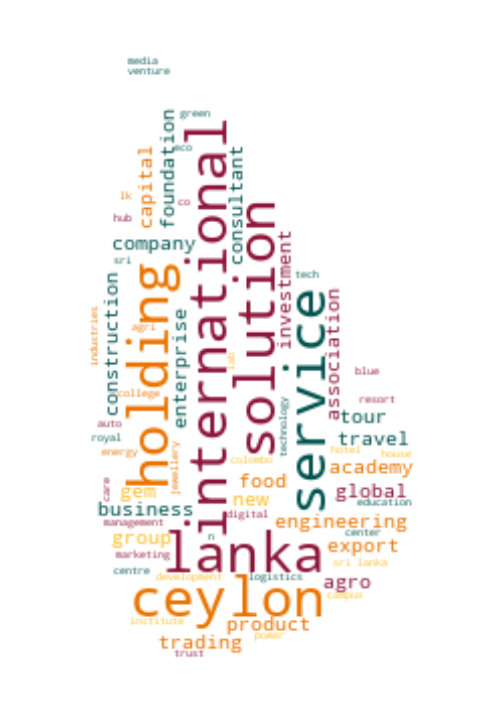 media
venture
green
international
foundation
eco
capital
consultant
lk
co
hub
solution
company
investment
sri
holding
tech
construction
service
association
industries
agri
enterprise
lab
blue
college
resort
technology
auto
tour
royal
travel
energy
jewellery
hotel
house
colombo
academy
care
food
gem
new
global
education
business
digital
management
engineering
group
n
center
lanka
export
marketing
sri lanka
centre
development
logistics
agro
ceylon
campus
institute
product
power
trading
trust